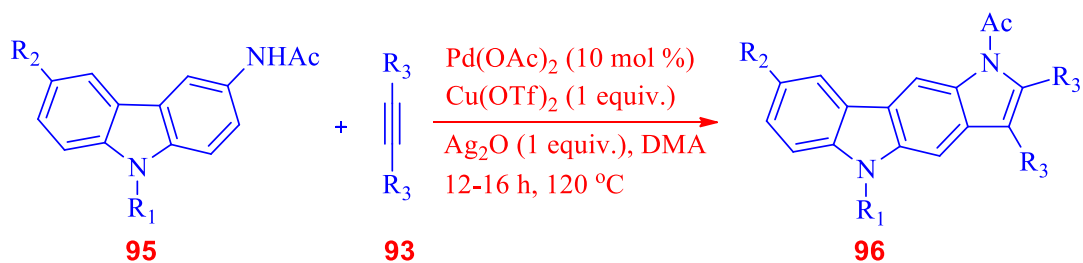 R₂
NHAc
N
R₁
95
+
R₃
R₃
93
Pd(OAc)₂ (10 mol %)
Cu(OTf)₂ (1 equiv.)
Ag₂O (1 equiv.), DMA
12-16 h, 120 °C
Ac
R₂
N
R₃
R₃
N
R₁
96